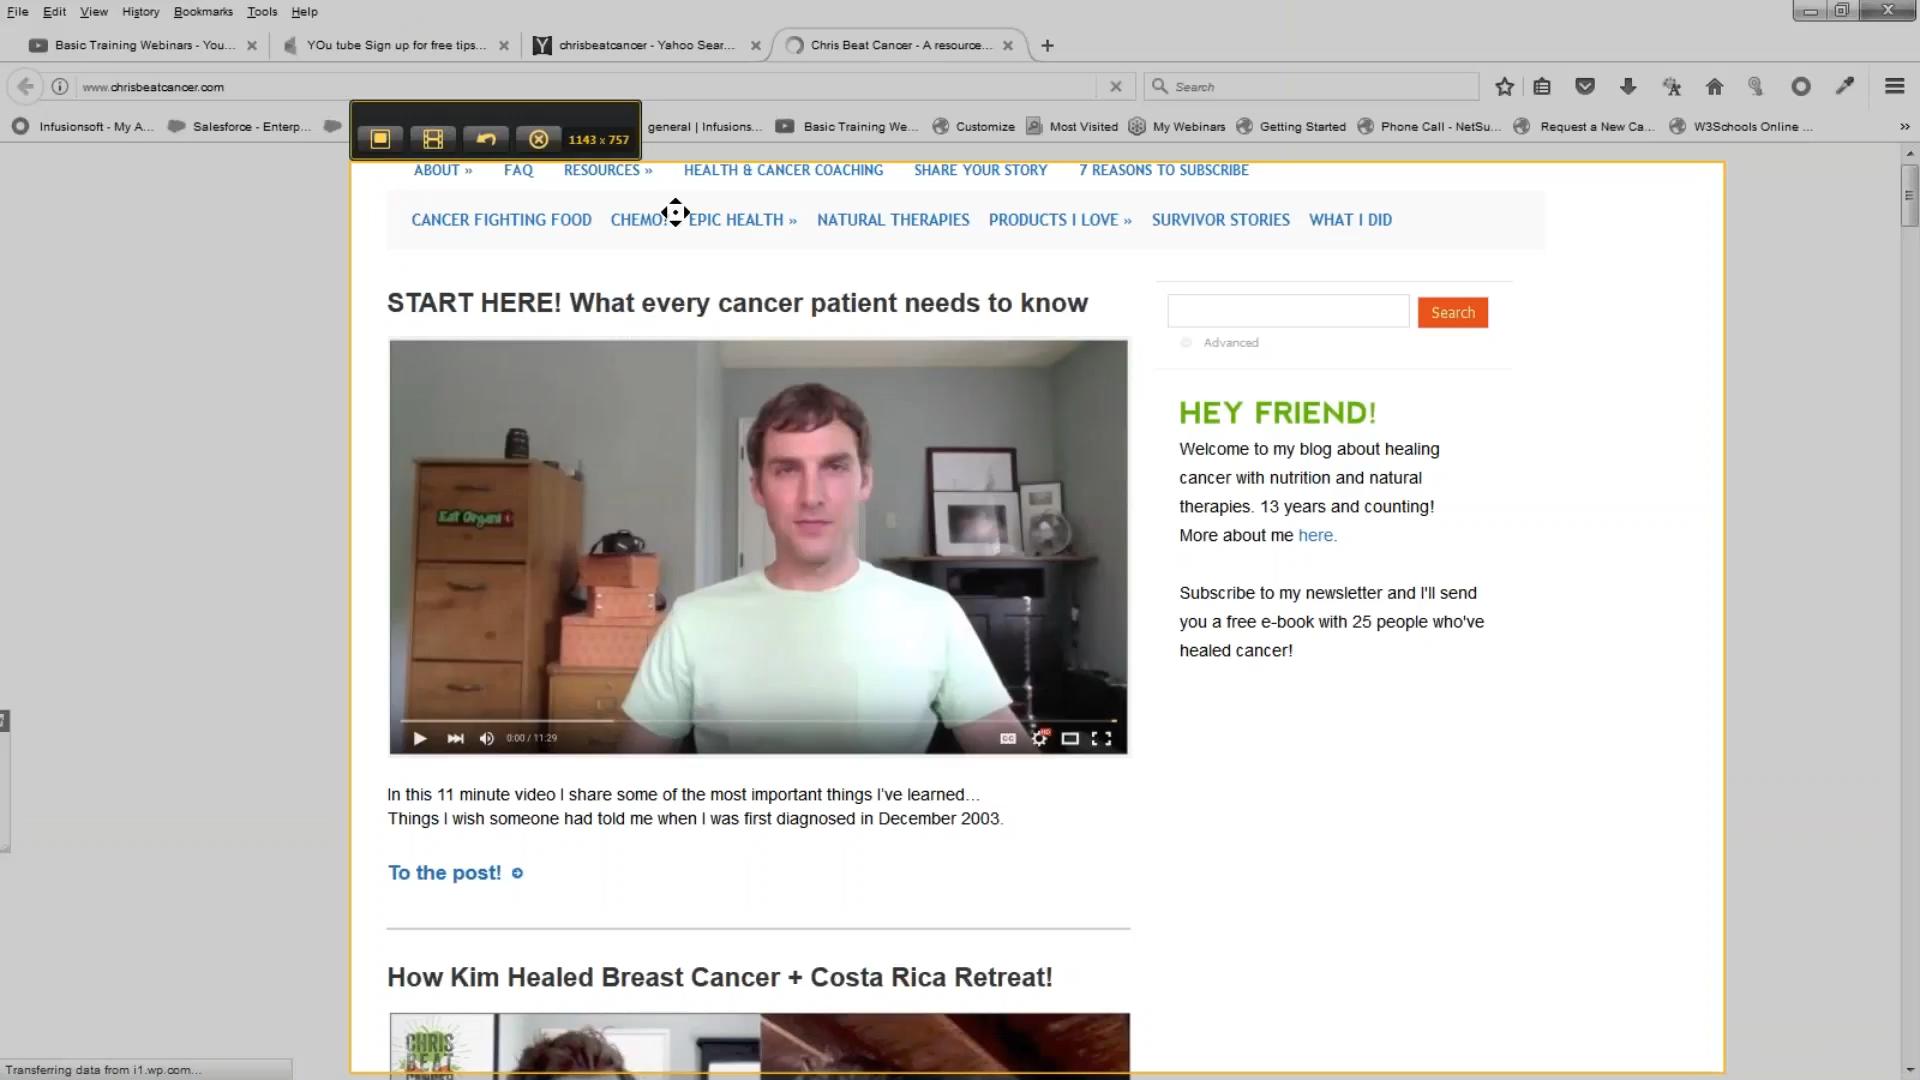 File Edit View History Bookmarks Tools Help
Basic Training Webinars - You... YOu tube Sign up for free tips... chrisbeatcancer - Yahoo Sear... Chris Beat Cancer - A resource...
www.chrisbeatcancer.com Search
Infusionsoft - My A... Salesforce - Enterp... general | Infusions... Basic Training We... Customize Most Visited My Webinars Getting Started Phone Call - NetSu... Request a New Ca... W3Schools Online ...
1143 x 757
ABOUT » FAQ RESOURCES » HEALTH & CANCER COACHING SHARE YOUR STORY 7 REASONS TO SUBSCRIBE
CANCER FIGHTING FOOD CHEMO? EPIC HEALTH » NATURAL THERAPIES PRODUCTS I LOVE » SURVIVOR STORIES WHAT I DID
START HERE! What every cancer patient needs to know
Search
Advanced
HEY FRIEND!
Welcome to my blog about healing
cancer with nutrition and natural
therapies. 13 years and counting!
More about me here.
Subscribe to my newsletter and I'll send
you a free e-book with 25 people who've
healed cancer!
Eat Organi
0:00 / 11:29
CC HD
In this 11 minute video I share some of the most important things I've learned…
Things I wish someone had told me when I was first diagnosed in December 2003.
To the post!
How Kim Healed Breast Cancer + Costa Rica Retreat!
CHRIS
BEAT
Transferring data from i1.wp.com...